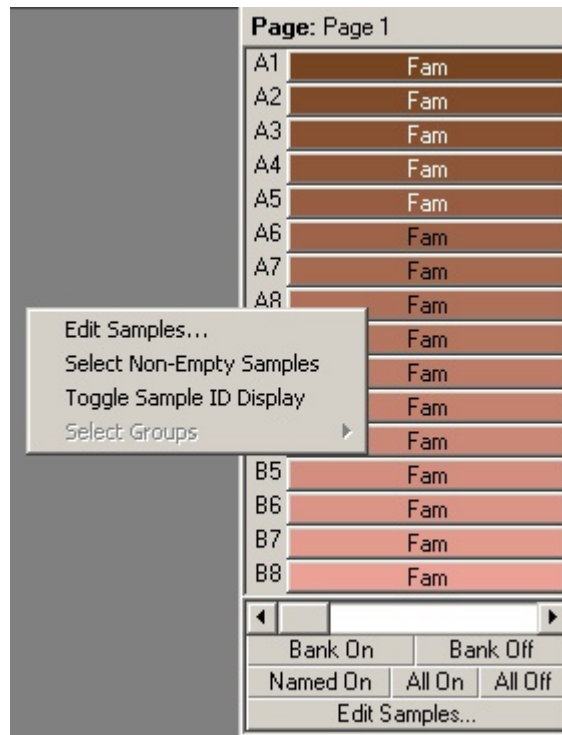 Page: Page 1
A1 Fam
A2 Fam
A3 Fam
A4 Fam
A5 Fam
A6 Fam
A7 Fam
A8 Fam
Fam
Fam
Fam
Fam
B5 Fam
B6 Fam
B7 Fam
B8 Fam
Edit Samples...
Select Non-Empty Samples
Toggle Sample ID Display
Select Groups
Bank On Bank Off
Named On All On All Off
Edit Samples...